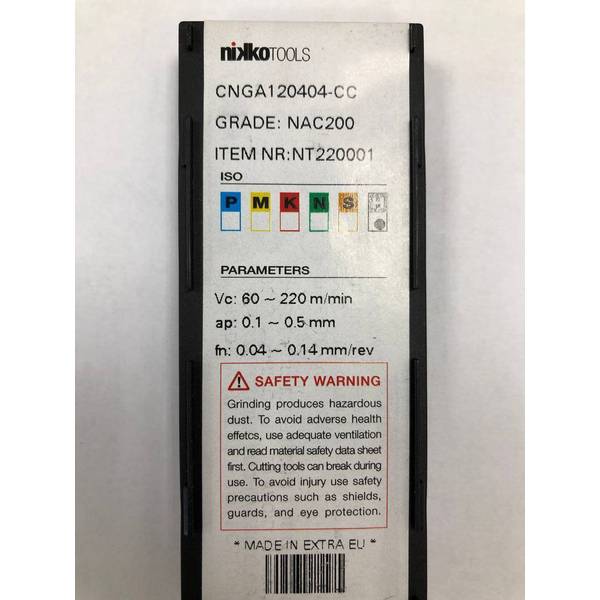 nikkoTOOLS
CNGA120404-CC
GRADE: NAC200
ITEM NR:NT220001
ISO
P M K N S
PARAMETERS
Vc: 60 ~ 220 m/min
ap: 0.1 ~ 0.5 mm
fn: 0.04 ~ 0.14 mm/rev
SAFETY WARNING
Grinding produces hazardous
dust. To avoid adverse health
effetcs, use adequate ventilation
and read material safety data sheet
first. Cutting tools can break during
use. To avoid injury use safety
precautions such as shields,
guards, and eye protection.
* MADE IN EXTRA EU *